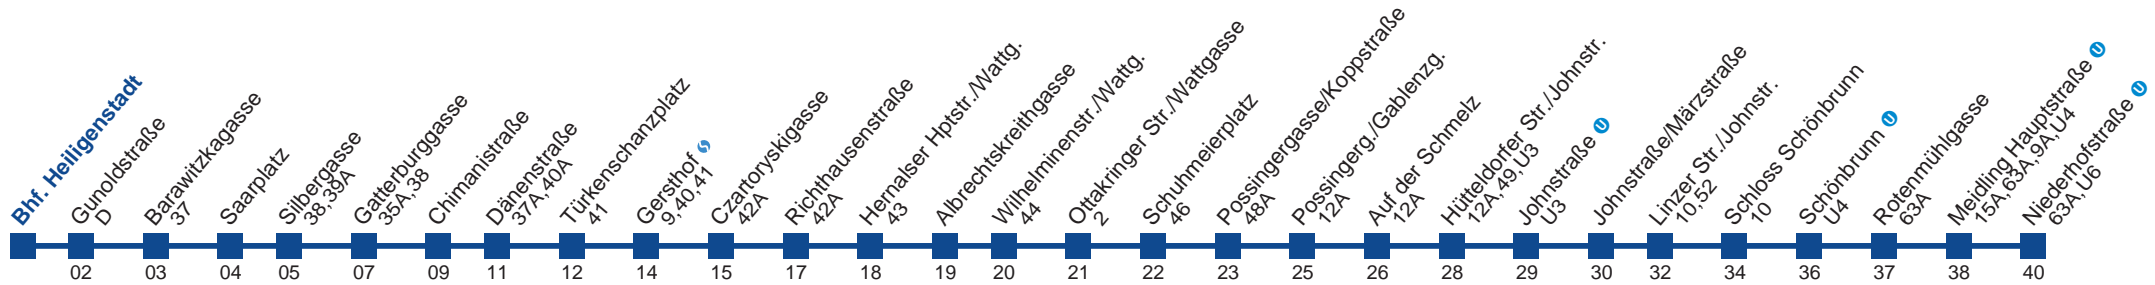 Bhf. Heiligenstadt
Gunoldstraße
D
Barawitzkagasse
37
Saarplatz
Silbergasse
38,39A
Gatterburggasse
35A,38
Chimanistraße
Dänenstraße
37A,40A
Türkenschanzplatz
41
Gersthof S
9,40,41
Czartoryskigasse
42A
Richthausenstraße
42A
Hernalser Hptstr./Wattg.
43
Albrechtskreithgasse
Wilhelminenstr./Wattg.
44
Ottakringer Str./Wattgasse
2
Schuhmeierplatz
46
Possingergasse/Koppstraße
48A
Possingerg./Gablenzg.
12A
Auf der Schmelz
12A
Hütteldorfer Str./Johnstr.
12A,49,U3
Johnstraße U
U3
Johnstraße/Märzstraße
Linzer Str./Johnstr.
10,52
Schloss Schönbrunn
10
Schönbrunn U
U4
Rotenmühlgasse
63A
Meidling Hauptstraße U
15A,63A,9A,U4
Niederhofstraße U
63A,U6
02 03 04 05 07 09 11 12 14 15 17 18 19 20 21 22 23 25 26 28 29 30 32 34 36 37 38 40